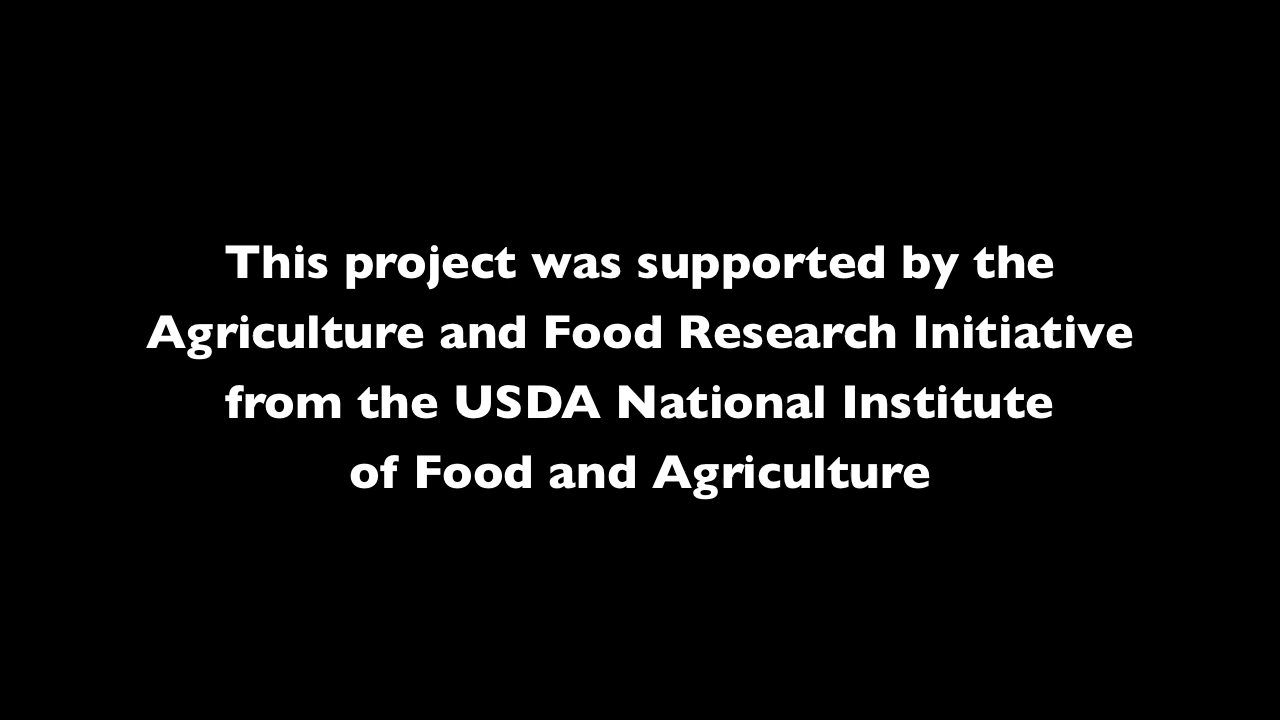 This project was supported by the
Agriculture and Food Research Initiative
from the USDA National Institute
of Food and Agriculture